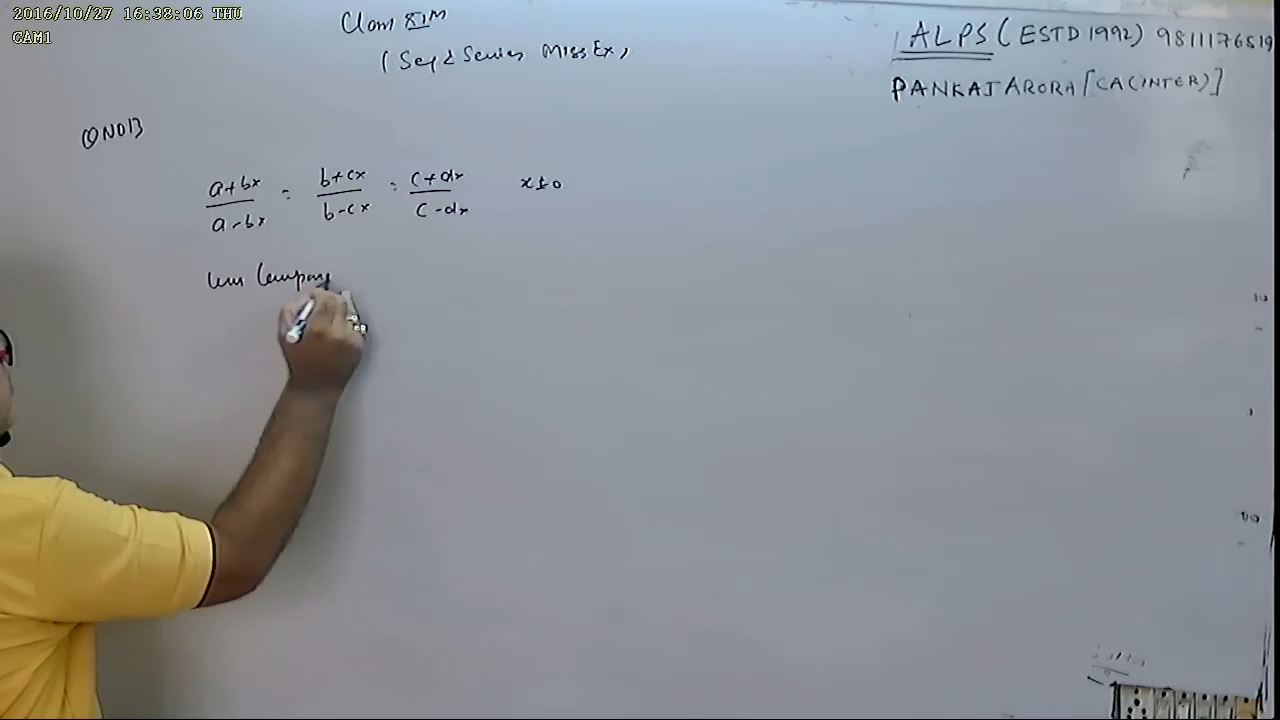 2016/10/27 16:38:06 THU
CAM1
Class XI M
(Seq & Series Miss Ex)
ALPS (ESTD 1992) 9811176519
PANKAJ ARORA [CA(INTER)]
Q NO 13
a+bx / a-bx = b+cx / b-cx = c+dx / c-dx x≠0